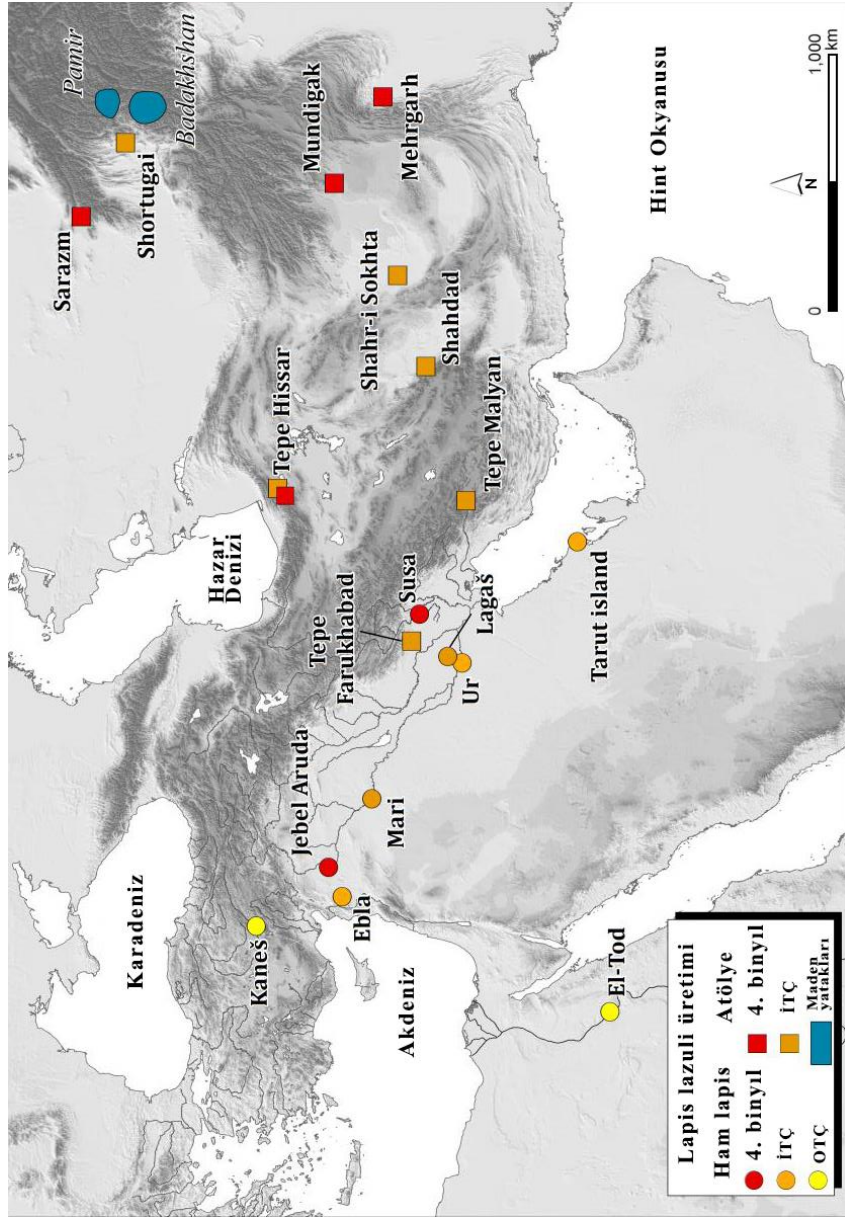 Karadeniz
Hazar
Denizi
Akdeniz
Hint Okyanusu
Pamir
Badakhshan
Sarazm
Shortugai
Mundigak
Mehrgarh
Shahr-i Sokhta
Shahdad
Tepe Hissar
Tepe Malyan
Tepe
Farukhabad
Susa
Lagaš
Ur
Tarut island
Jebel Aruda
Mari
Ebla
Kaneš
El-Tod
Lapis lazuli üretimi
Ham lapis Atölye
4. binyıl 4. binyıl
İTÇ İTÇ
OTÇ Maden
yatakları
N
0 1,000
km